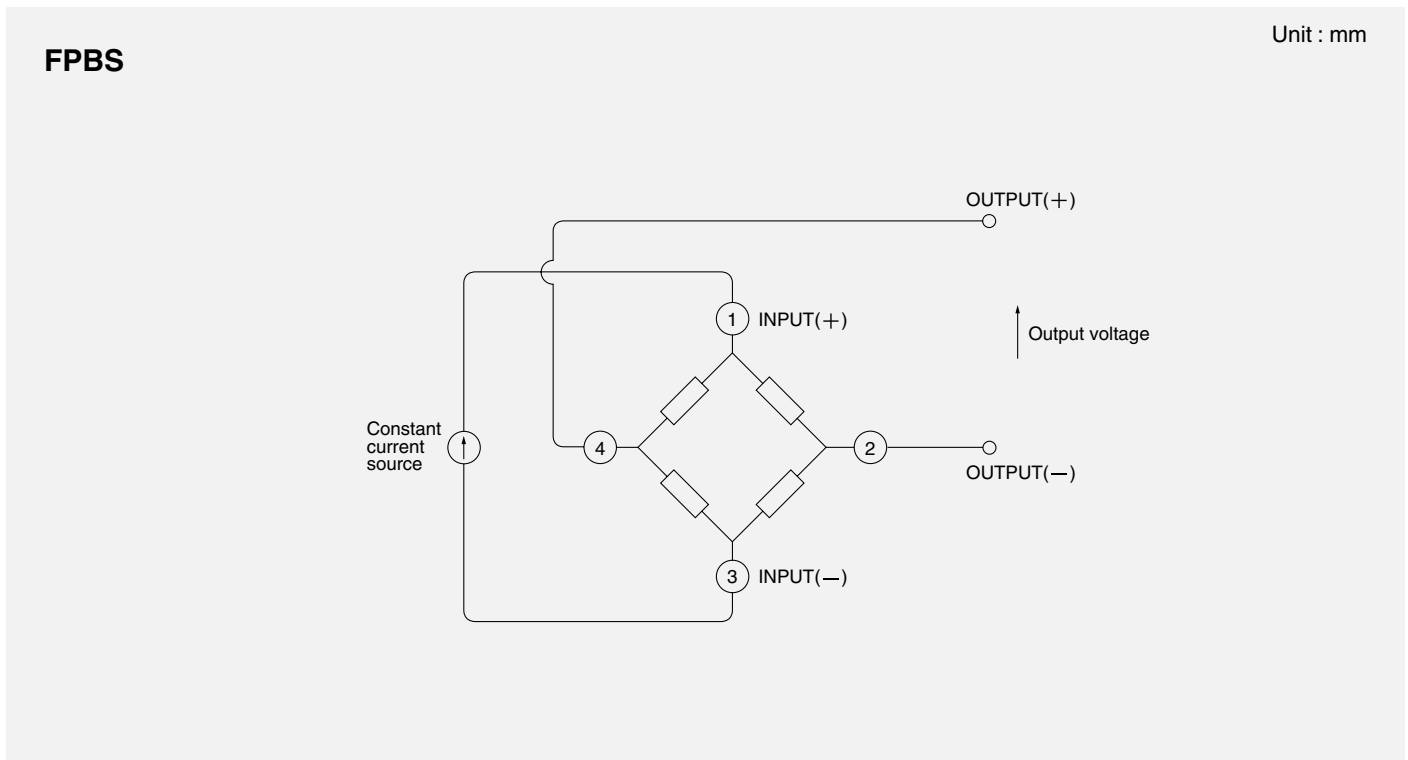 Unit : mm
FPBS
OUTPUT(+)
1 INPUT(+)
Output voltage
Constant
current
source
4
2
OUTPUT(—)
3 INPUT(—)